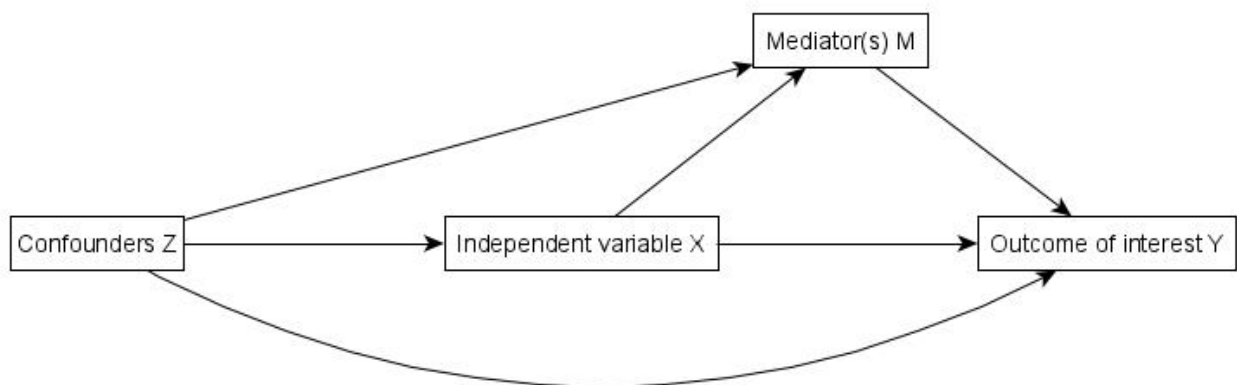 Mediator(s) M
Confounders Z
Independent variable X
Outcome of interest Y